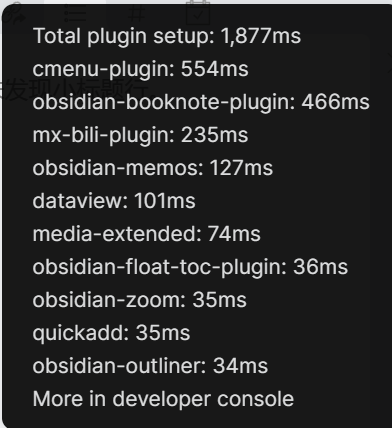 Total plugin setup: 1,877ms
cmenu-plugin: 554ms
obsidian-booknote-plugin: 466ms
mx-bili-plugin: 235ms
obsidian-memos: 127ms
dataview: 101ms
media-extended: 74ms
obsidian-float-toc-plugin: 36ms
obsidian-zoom: 35ms
quickadd: 35ms
obsidian-outliner: 34ms
More in developer console